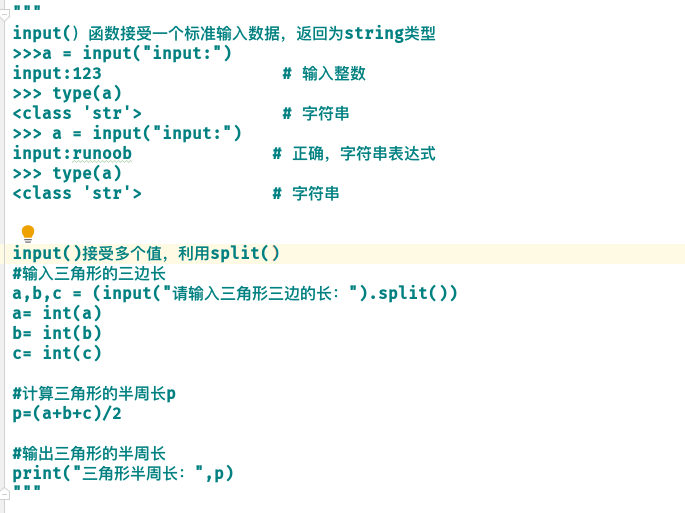 """
input() 函数接受一个标准输入数据，返回为string类型
>>>a = input("input:")
input:123                  # 输入整数
>>> type(a)
<class 'str'>              # 字符串
>>> a = input("input:")
input:runoob              # 正确，字符串表达式
>>> type(a)
<class 'str'>             # 字符串
input()接受多个值，利用split()
#输入三角形的三边长
a,b,c = (input("请输入三角形三边的长：").split())
a= int(a)
b= int(b)
c= int(c)
#计算三角形的半周长p
p=(a+b+c)/2
#输出三角形的半周长
print("三角形半周长：",p)
"""